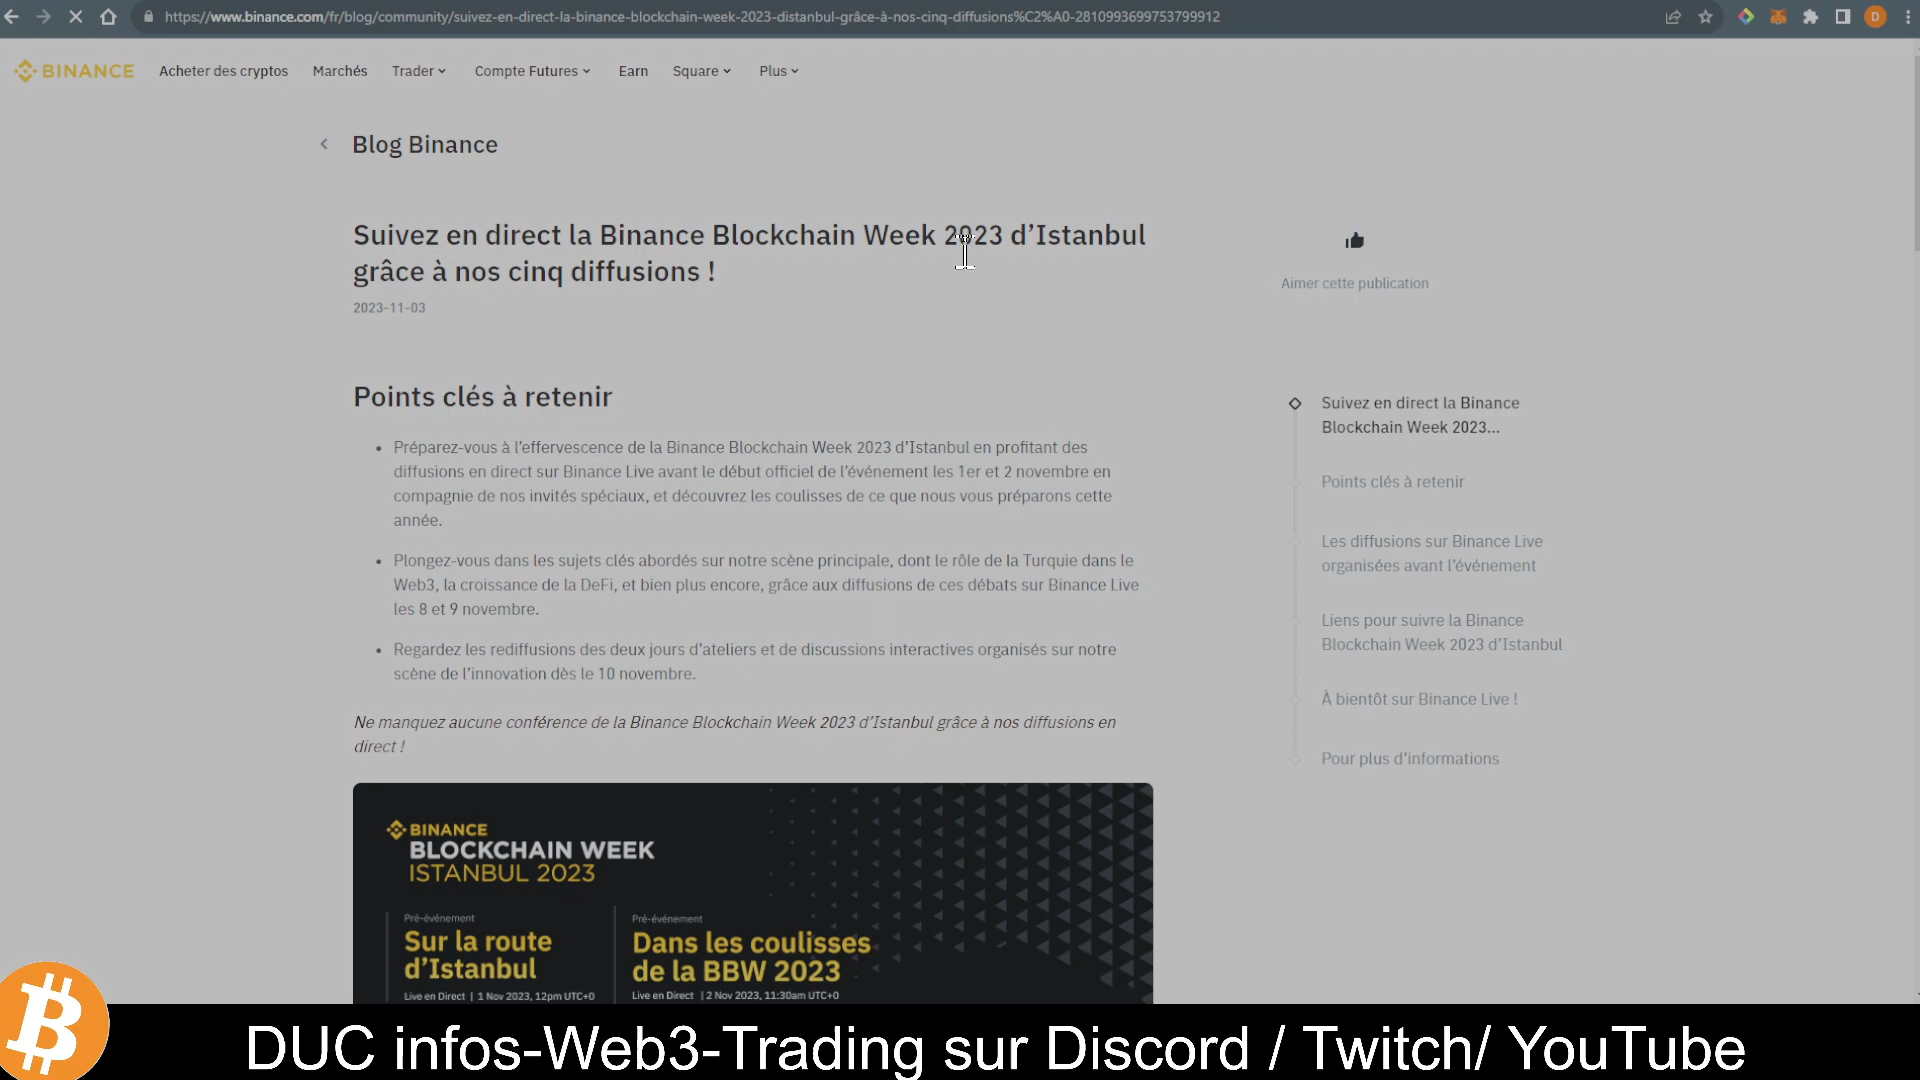 https://www.binance.com/fr/blog/community/suivez-en-direct-la-binance-blockchain-week-2023-distanbul-grâce-à-nos-cinq-diffusions%C2%A0-2810993699753799912
D
BINANCE
Acheter des cryptos
Marchés
Trader
Compte Futures
Earn
Square
Plus
Blog Binance
Suivez en direct la Binance Blockchain Week 2023 d’Istanbul
grâce à nos cinq diffusions !
2023-11-03
Aimer cette publication
Points clés à retenir
Préparez-vous à l’effervescence de la Binance Blockchain Week 2023 d’Istanbul en profitant des
diffusions en direct sur Binance Live avant le début officiel de l’événement les 1er et 2 novembre en
compagnie de nos invités spéciaux, et découvrez les coulisses de ce que nous vous préparons cette
année.
Plongez-vous dans les sujets clés abordés sur notre scène principale, dont le rôle de la Turquie dans le
Web3, la croissance de la DeFi, et bien plus encore, grâce aux diffusions de ces débats sur Binance Live
les 8 et 9 novembre.
Regardez les rediffusions des deux jours d’ateliers et de discussions interactives organisés sur notre
scène de l’innovation dès le 10 novembre.
Ne manquez aucune conférence de la Binance Blockchain Week 2023 d’Istanbul grâce à nos diffusions en
direct !
Suivez en direct la Binance
Blockchain Week 2023...
Points clés à retenir
Les diffusions sur Binance Live
organisées avant l’événement
Liens pour suivre la Binance
Blockchain Week 2023 d’Istanbul
À bientôt sur Binance Live !
Pour plus d’informations
BINANCE
BLOCKCHAIN WEEK
ISTANBUL 2023
Pré-événement
Sur la route
d’Istanbul
Live en Direct | 1 Nov 2023, 12pm UTC+0
Pré-événement
Dans les coulisses
de la BBW 2023
Live en Direct | 2 Nov 2023, 11:30am UTC+0
DUC infos-Web3-Trading sur Discord / Twitch/ YouTube